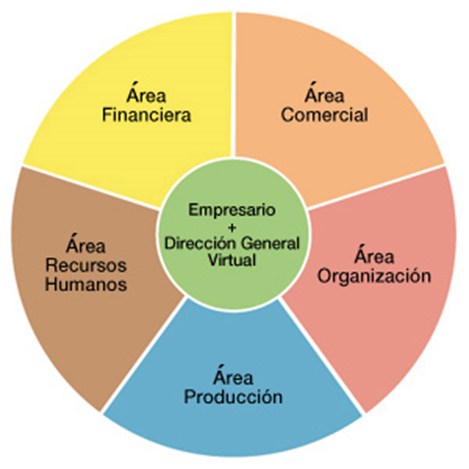 Área
Financiera
Área
Comercial
Empresario
+
Dirección General
Virtual
Área
Recursos
Humanos
Área
Organización
Área
Producción